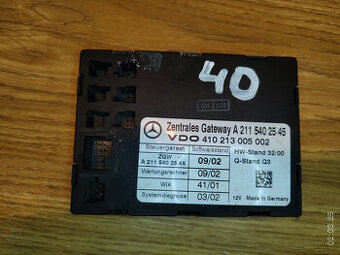 40
Zentrales Gateway A 211 540 25 45
VDO 410 213 005 002
Steuergerät Softwarestand HW-Stand 32/00
ZGW 09/02 Q-Stand Q3
A 211 540 25 45
Wartungsrechner 09/02
WIA 41/01
Systemdiagnose 03/02 12V Made in Germany